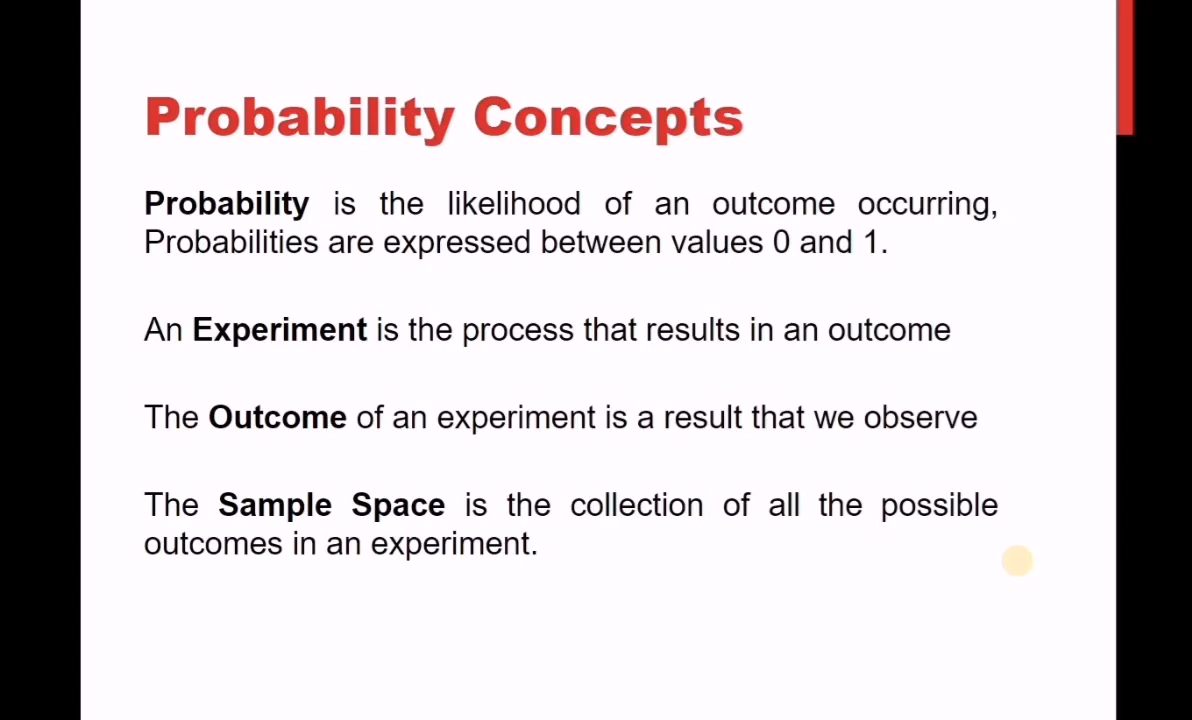 Probability Concepts
Probability is the likelihood of an outcome occurring,
Probabilities are expressed between values 0 and 1.
An Experiment is the process that results in an outcome
The Outcome of an experiment is a result that we observe
The Sample Space is the collection of all the possible
outcomes in an experiment.